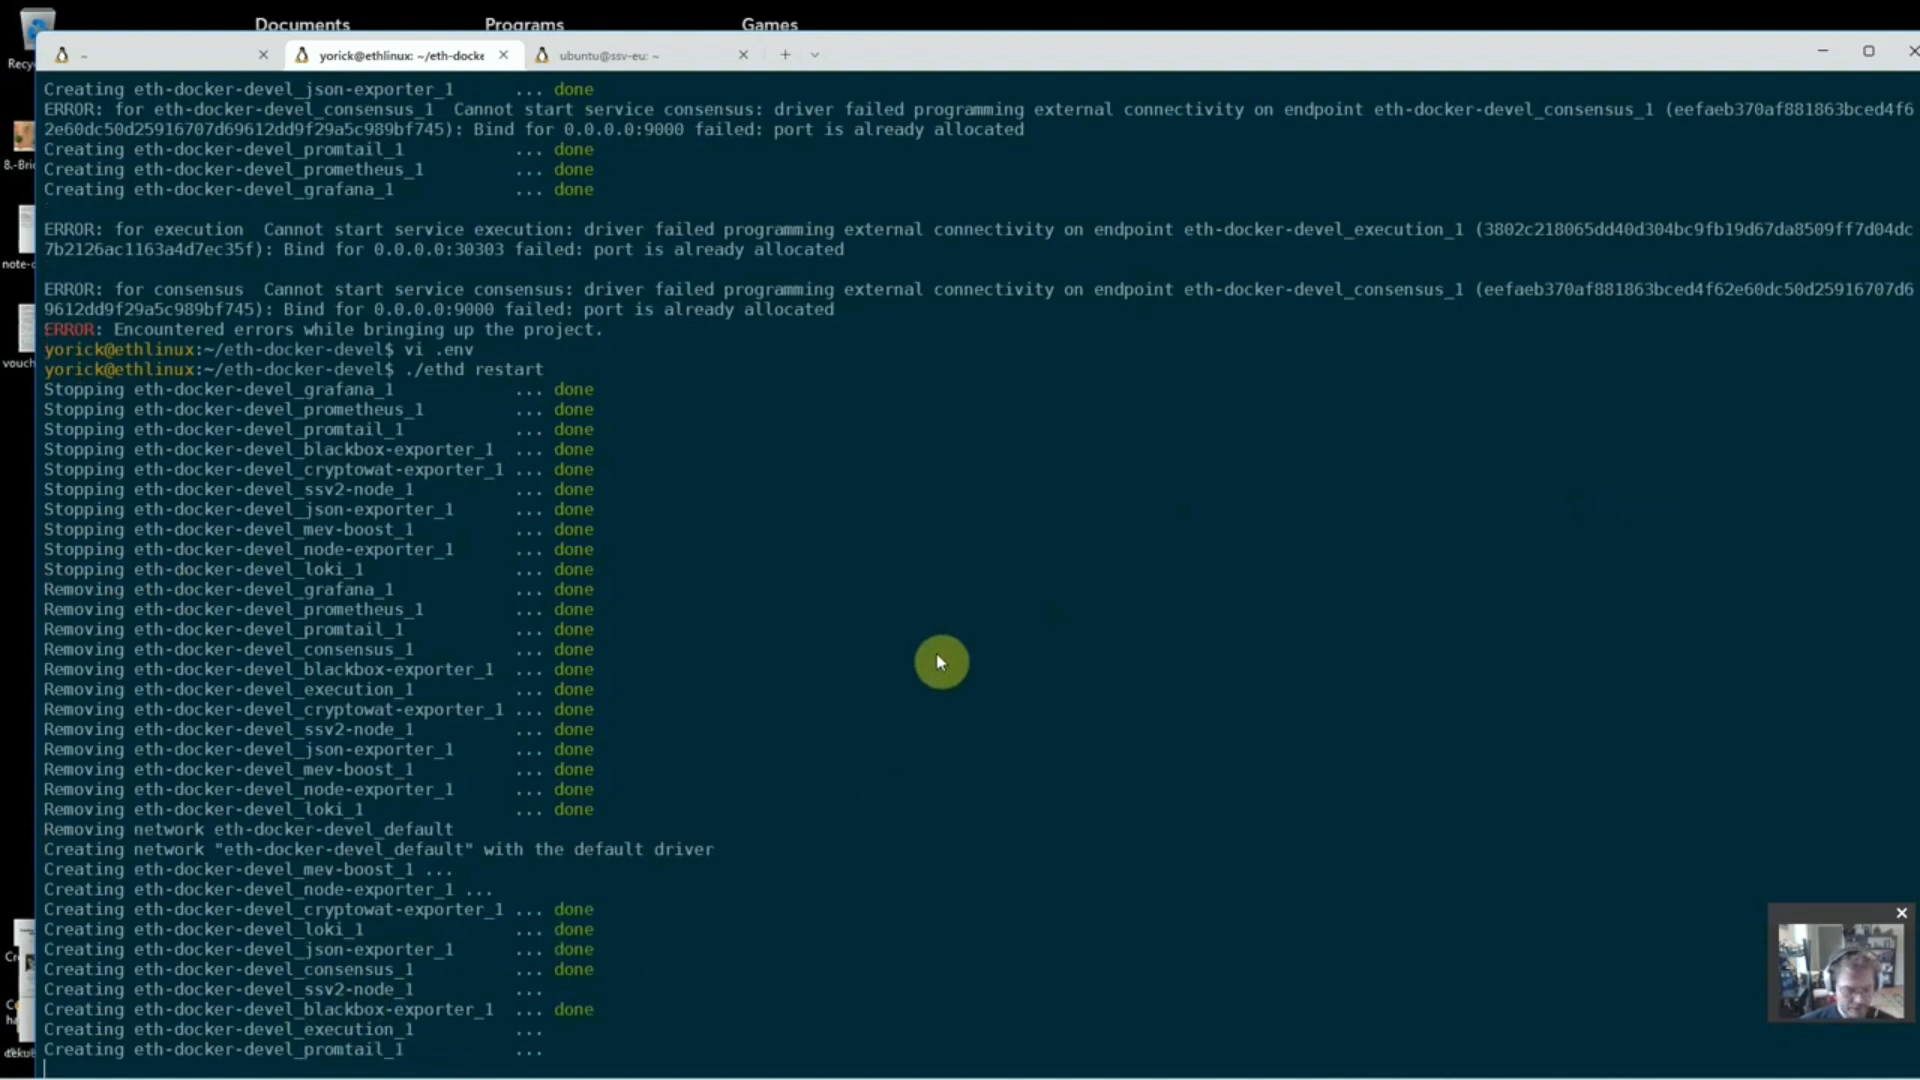 Documents
Programs
Games
~
yorick@ethlinux: ~/eth-docke
ubuntu@ssv-eu: ~
Creating eth-docker-devel_json-exporter_1 ... done
ERROR: for eth-docker-devel_consensus_1 Cannot start service consensus: driver failed programming external connectivity on endpoint eth-docker-devel_consensus_1 (eefaeb370af881863bced4f6
2e60dc50d25916707d69612dd9f29a5c989bf745): Bind for 0.0.0.0:9000 failed: port is already allocated
Creating eth-docker-devel_promtail_1 ... done
Creating eth-docker-devel_prometheus_1 ... done
Creating eth-docker-devel_grafana_1 ... done
ERROR: for execution Cannot start service execution: driver failed programming external connectivity on endpoint eth-docker-devel_execution_1 (3802c218065dd40d304bc9fb19d67da8509ff7d04dc
7b2126ac1163a4d7ec35f): Bind for 0.0.0.0:30303 failed: port is already allocated
ERROR: for consensus Cannot start service consensus: driver failed programming external connectivity on endpoint eth-docker-devel_consensus_1 (eefaeb370af881863bced4f62e60dc50d25916707d6
9612dd9f29a5c989bf745): Bind for 0.0.0.0:9000 failed: port is already allocated
ERROR: Encountered errors while bringing up the project.
yorick@ethlinux:~/eth-docker-devel$ vi .env
yorick@ethlinux:~/eth-docker-devel$ ./ethd restart
Stopping eth-docker-devel_grafana_1 ... done
Stopping eth-docker-devel_prometheus_1 ... done
Stopping eth-docker-devel_promtail_1 ... done
Stopping eth-docker-devel_blackbox-exporter_1 ... done
Stopping eth-docker-devel_cryptowat-exporter_1 ... done
Stopping eth-docker-devel_ssv2-node_1 ... done
Stopping eth-docker-devel_json-exporter_1 ... done
Stopping eth-docker-devel_mev-boost_1 ... done
Stopping eth-docker-devel_node-exporter_1 ... done
Stopping eth-docker-devel_loki_1 ... done
Removing eth-docker-devel_grafana_1 ... done
Removing eth-docker-devel_prometheus_1 ... done
Removing eth-docker-devel_promtail_1 ... done
Removing eth-docker-devel_consensus_1 ... done
Removing eth-docker-devel_blackbox-exporter_1 ... done
Removing eth-docker-devel_execution_1 ... done
Removing eth-docker-devel_cryptowat-exporter_1 ... done
Removing eth-docker-devel_ssv2-node_1 ... done
Removing eth-docker-devel_json-exporter_1 ... done
Removing eth-docker-devel_mev-boost_1 ... done
Removing eth-docker-devel_node-exporter_1 ... done
Removing eth-docker-devel_loki_1 ... done
Removing network eth-docker-devel_default
Creating network "eth-docker-devel_default" with the default driver
Creating eth-docker-devel_mev-boost_1 ...
Creating eth-docker-devel_node-exporter_1 ...
Creating eth-docker-devel_cryptowat-exporter_1 ... done
Creating eth-docker-devel_loki_1 ... done
Creating eth-docker-devel_json-exporter_1 ... done
Creating eth-docker-devel_consensus_1 ... done
Creating eth-docker-devel_ssv2-node_1 ...
Creating eth-docker-devel_blackbox-exporter_1 ... done
Creating eth-docker-devel_execution_1 ...
Creating eth-docker-devel_promtail_1 ...
Recy
8.-Bri
note-
vouch